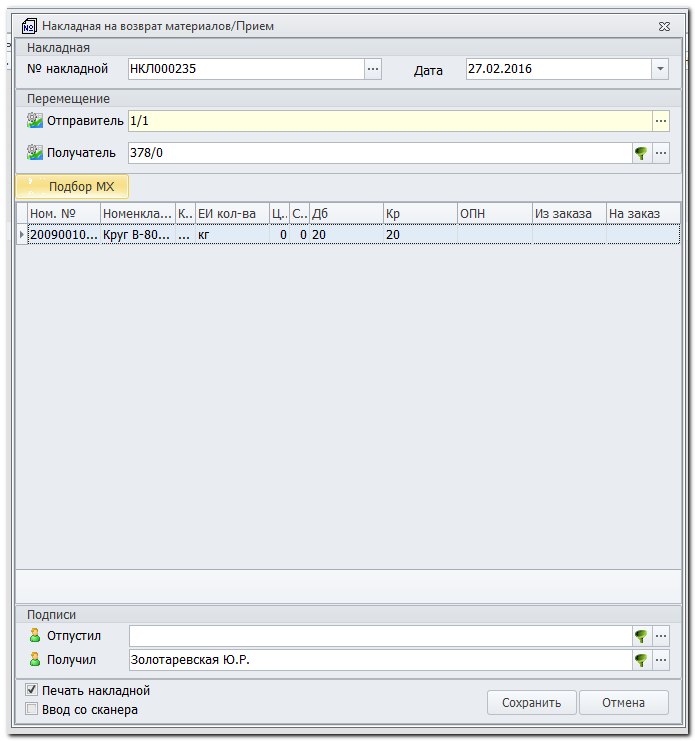 Накладная на возврат материалов/Прием
Накладная
№ накладной НКЛ000235 ... Дата 27.02.2016
Перемещение
Отправитель 1/1 ...
Получатель 378/0 ...
Подбор МХ
Ном. № Номенкла... К.. ЕИ кол-ва Ц.. С.. Дб Кр ОПН Из заказа На заказ
20090010... Круг В-80... ... кг 0 0 20 20
Подписи
Отпустил ...
Получил Золотаревская Ю.Р. ...
Печать накладной
Ввод со сканера
Сохранить Отмена